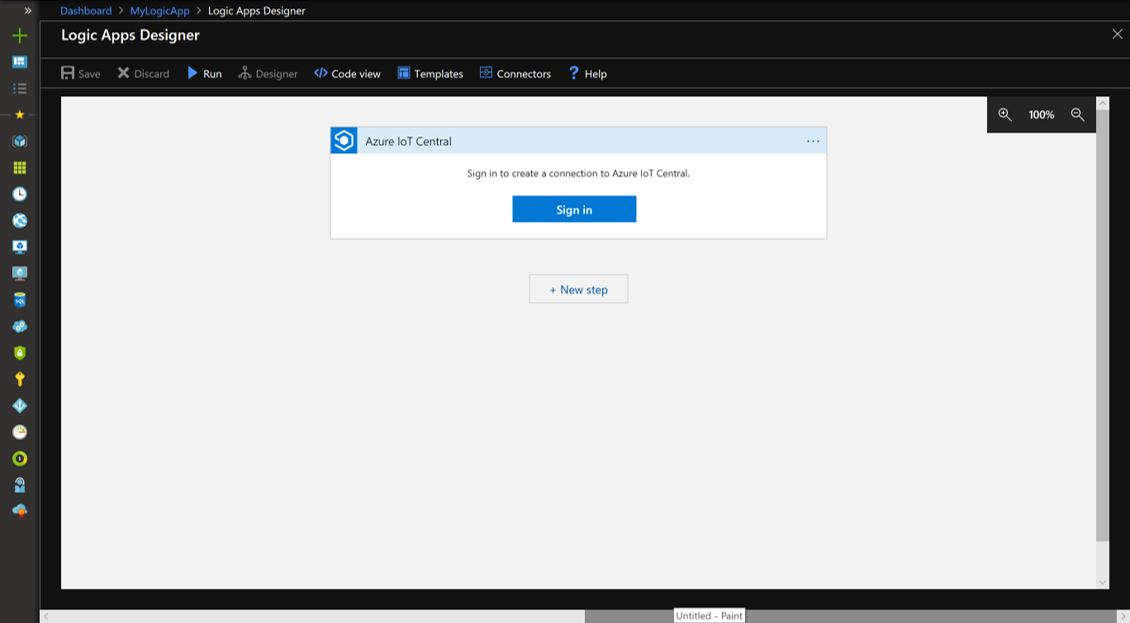 Dashboard > MyLogicApp > Logic Apps Designer
Logic Apps Designer
Save Discard Run Designer </> Code view Templates Connectors ? Help
100%
Azure IoT Central ...
Sign in to create a connection to Azure IoT Central.
Sign in
+ New step
Untitled - Paint